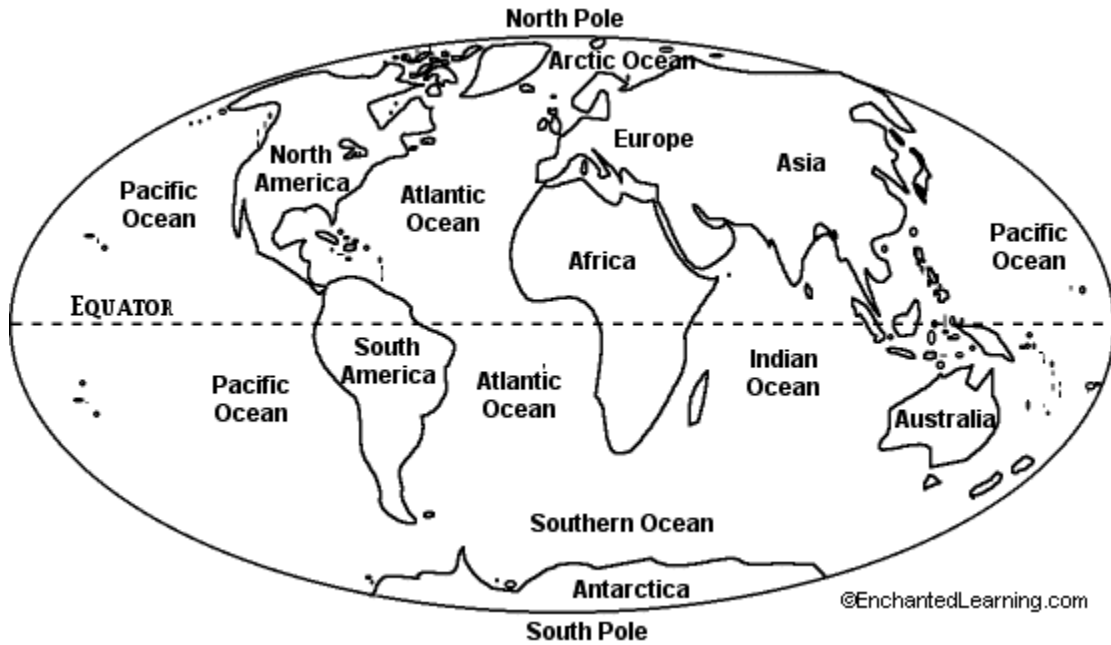 North Pole
Arctic Ocean
Europe
North
America
Asia
Pacific
Ocean
Atlantic
Ocean
Africa
Pacific
Ocean
EQUATOR
South
America
Pacific
Ocean
Atlantic
Ocean
Indian
Ocean
Australia
Southern Ocean
Antarctica
©EnchantedLearning.com
South Pole